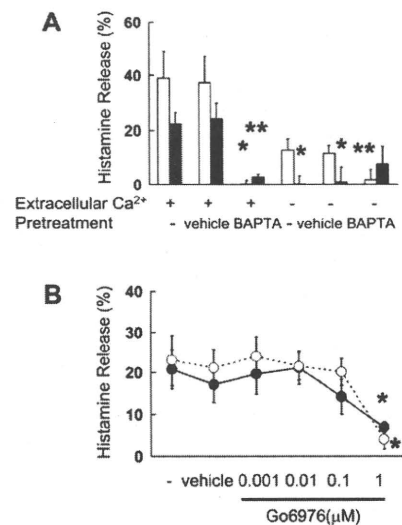 A
Histamine Release (%)
60
40
20
0
* ** * * **
Extracellular Ca2+ + + + - - -
Pretreatment - vehicle BAPTA - vehicle BAPTA
B
Histamine Release (%)
40
30
20
10
0
*
*
- vehicle 0.001 0.01 0.1 1
Go6976(μM)